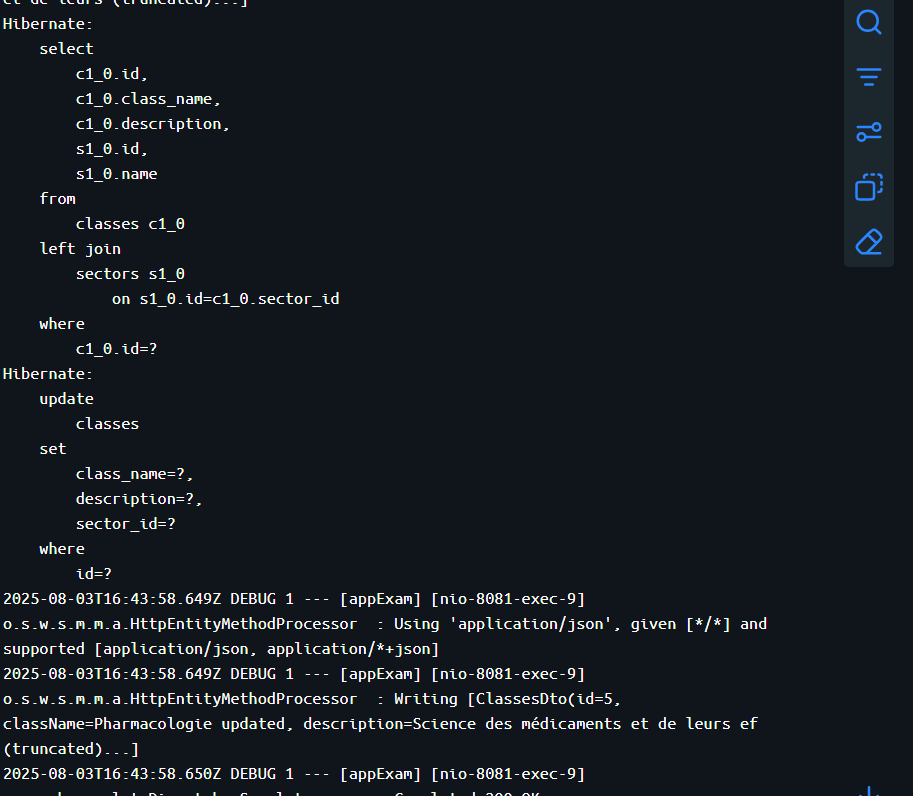 et de leurs (truncated)...]
Hibernate:
    select
        c1_0.id,
        c1_0.class_name,
        c1_0.description,
        s1_0.id,
        s1_0.name
    from
        classes c1_0
    left join
        sectors s1_0
            on s1_0.id=c1_0.sector_id
    where
        c1_0.id=?
Hibernate:
    update
        classes
    set
        class_name=?,
        description=?,
        sector_id=?
    where
        id=?
2025-08-03T16:43:58.649Z DEBUG 1 --- [appExam] [nio-8081-exec-9]
o.s.w.s.m.m.a.HttpEntityMethodProcessor  : Using 'application/json', given [*/*] and
supported [application/json, application/*+json]
2025-08-03T16:43:58.649Z DEBUG 1 --- [appExam] [nio-8081-exec-9]
o.s.w.s.m.m.a.HttpEntityMethodProcessor  : Writing [ClassesDto(id=5,
className=Pharmacologie updated, description=Science des médicaments et de leurs ef
(truncated)...]
2025-08-03T16:43:58.650Z DEBUG 1 --- [appExam] [nio-8081-exec-9]